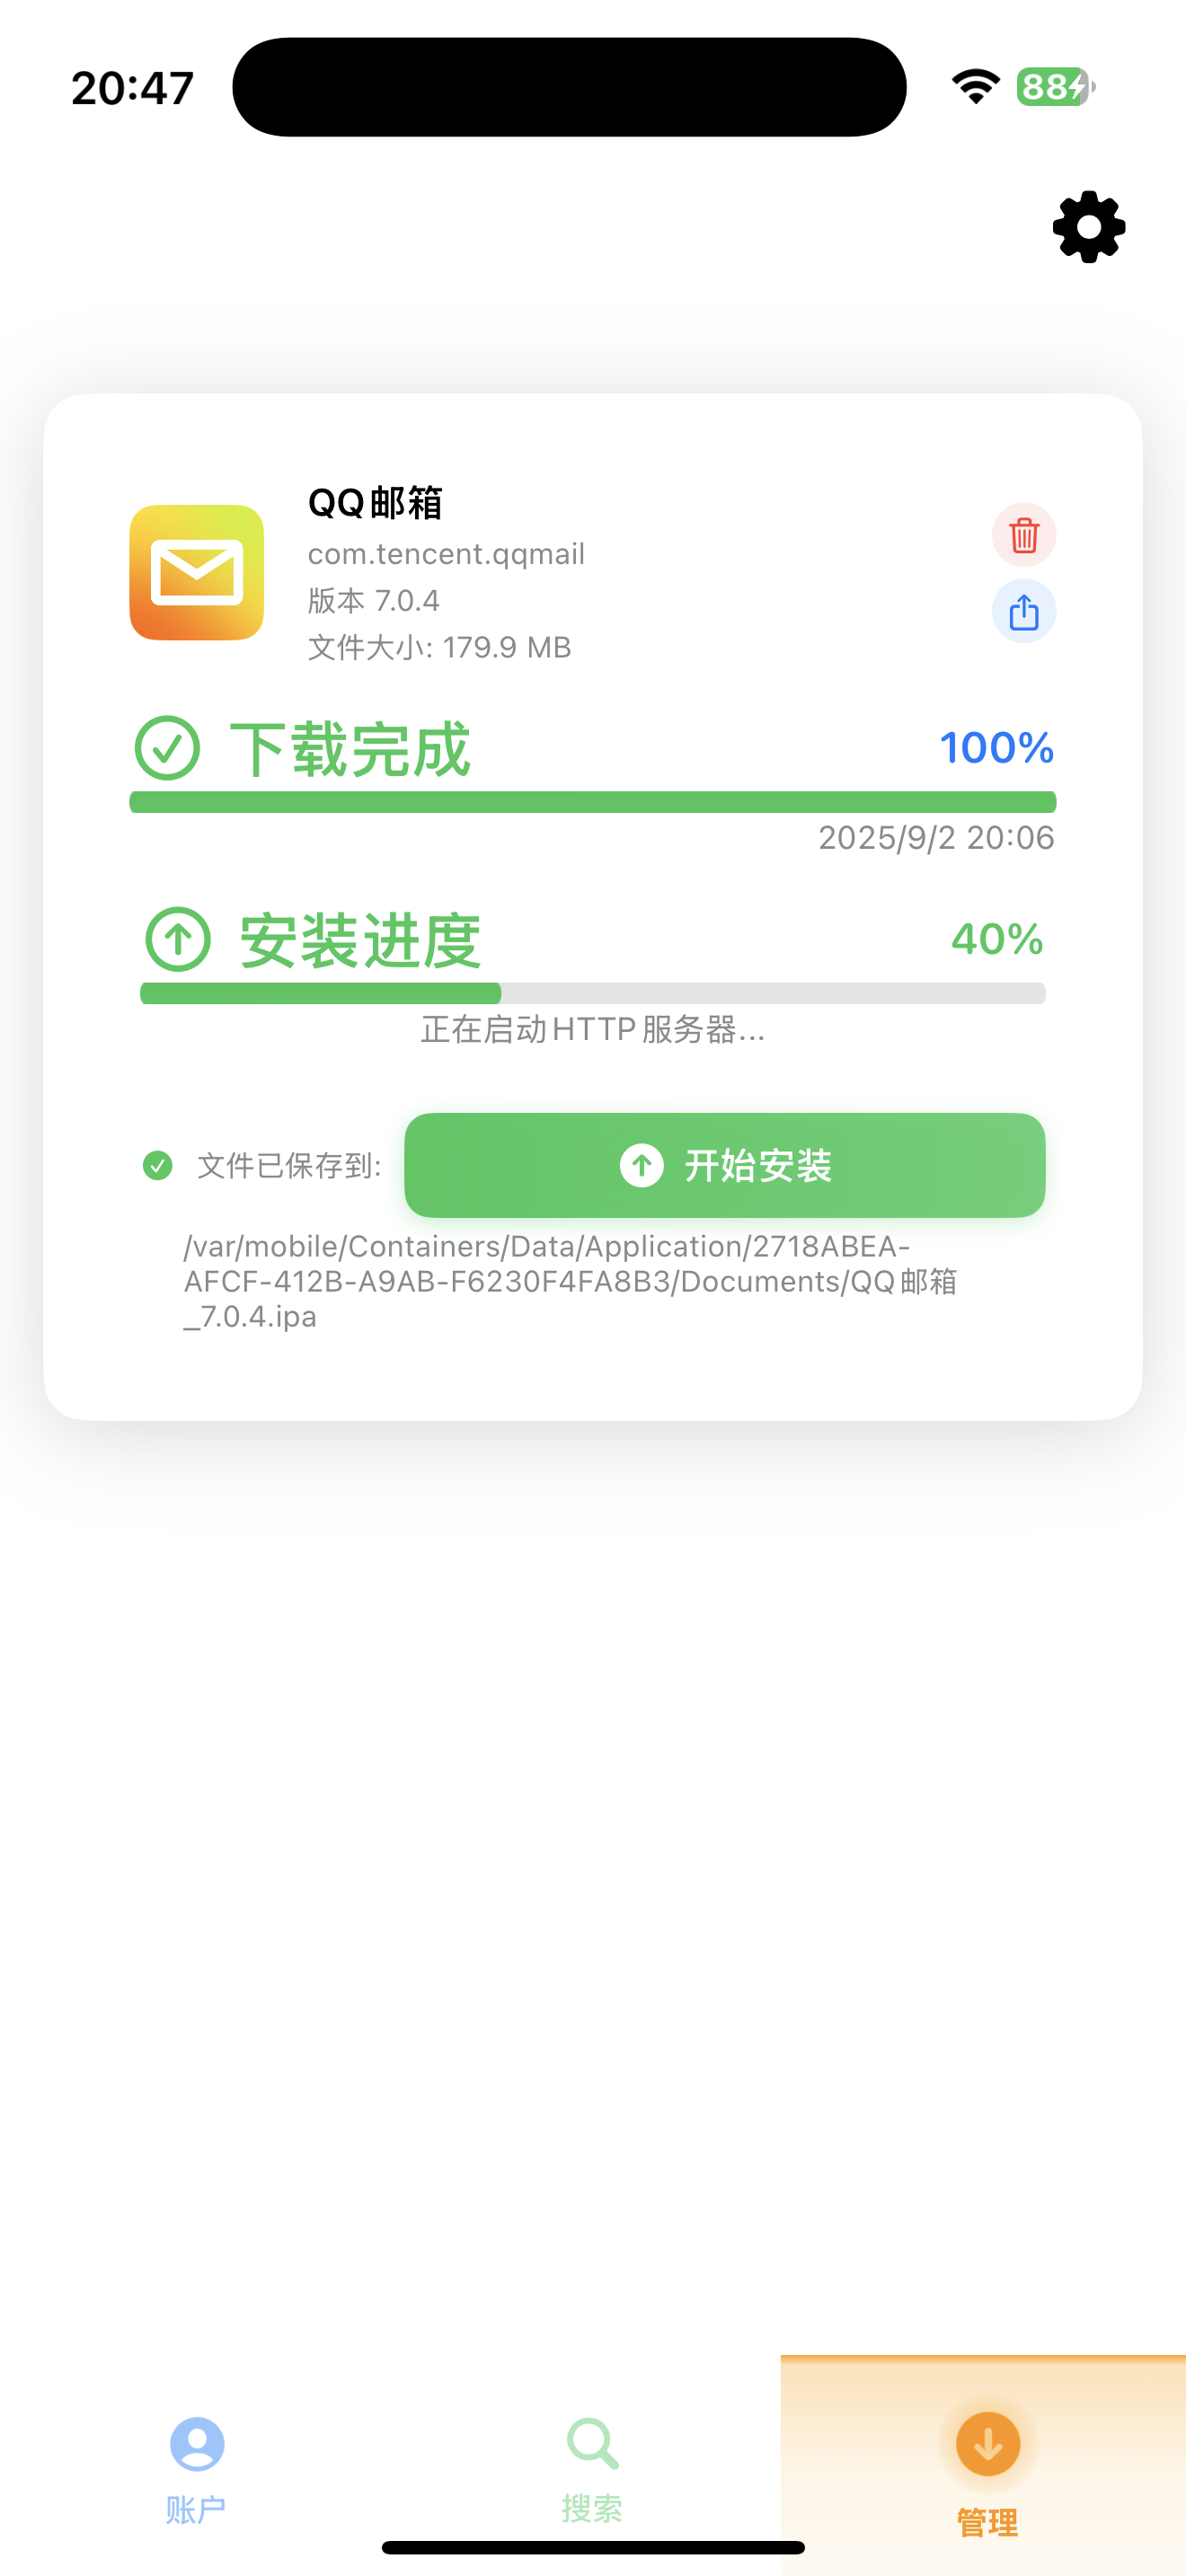 20:47
88
QQ邮箱
com.tencent.qqmail
版本 7.0.4
文件大小: 179.9 MB
下载完成
100%
2025/9/2 20:06
安装进度
40%
正在启动HTTP服务器...
文件已保存到:
开始安装
/var/mobile/Containers/Data/Application/2718ABEA-
AFCF-412B-A9AB-F6230F4FA8B3/Documents/QQ邮箱
_7.0.4.ipa
账户
搜索
管理